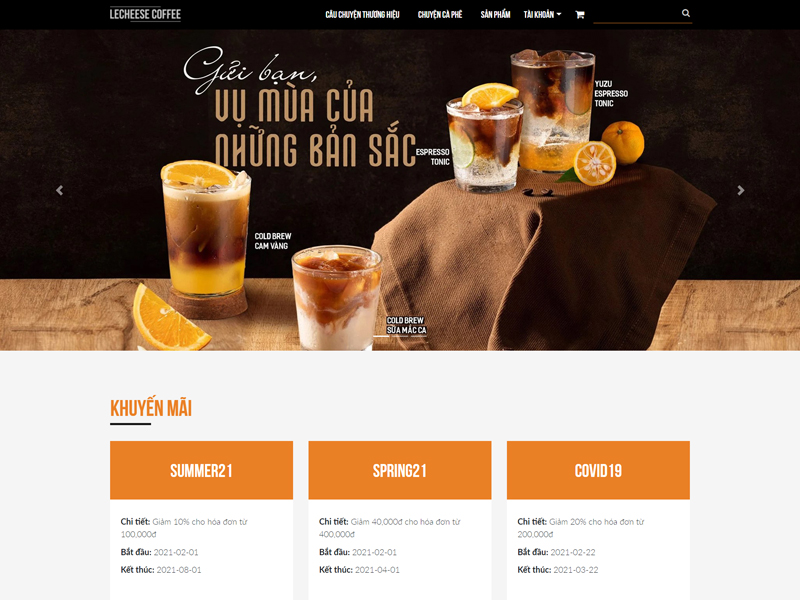 LECHEESE COFFEE
CÂU CHUYỆN THƯƠNG HIỆU
CHUYỆN CÀ PHÊ
SẢN PHẨM
TÀI KHOẢN
Gửi bạn,
VỤ MÙA CỦA
NHỮNG BẢN SẮC
YUZU
ESPRESSO
TONIC
ESPRESSO
TONIC
COLD BREW
CAM VÀNG
COLD BREW
SỮA MẮC CA
KHUYẾN MÃI
SUMMER21
Chi tiết: Giảm 10% cho hóa đơn từ
100,000đ
Bắt đầu: 2021-02-01
Kết thúc: 2021-08-01
SPRING21
Chi tiết: Giảm 40,000đ cho hóa đơn từ
400,000đ
Bắt đầu: 2021-02-01
Kết thúc: 2021-04-01
COVID19
Chi tiết: Giảm 20% cho hóa đơn từ
200,000đ
Bắt đầu: 2021-02-22
Kết thúc: 2021-03-22